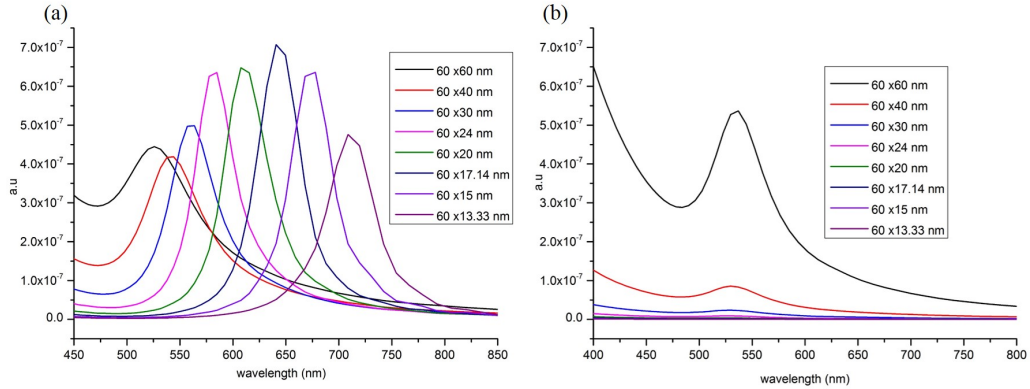 (a)
7.0x10-7
6.0x10-7
5.0x10-7
4.0x10-7
3.0x10-7
2.0x10-7
1.0x10-7
0.0
a.u
450 500 550 600 650 700 750 800 850
wavelength (nm)
60 x60 nm
60 x40 nm
60 x30 nm
60 x24 nm
60 x20 nm
60 x17.14 nm
60 x15 nm
60 x13.33 nm
(b)
7.0x10-7
6.0x10-7
5.0x10-7
4.0x10-7
3.0x10-7
2.0x10-7
1.0x10-7
0.0
a.u
400 450 500 550 600 650 700 750 800
wavelength (nm)
60 x60 nm
60 x40 nm
60 x30 nm
60 x24 nm
60 x20 nm
60 x17.14 nm
60 x15 nm
60 x13.33 nm